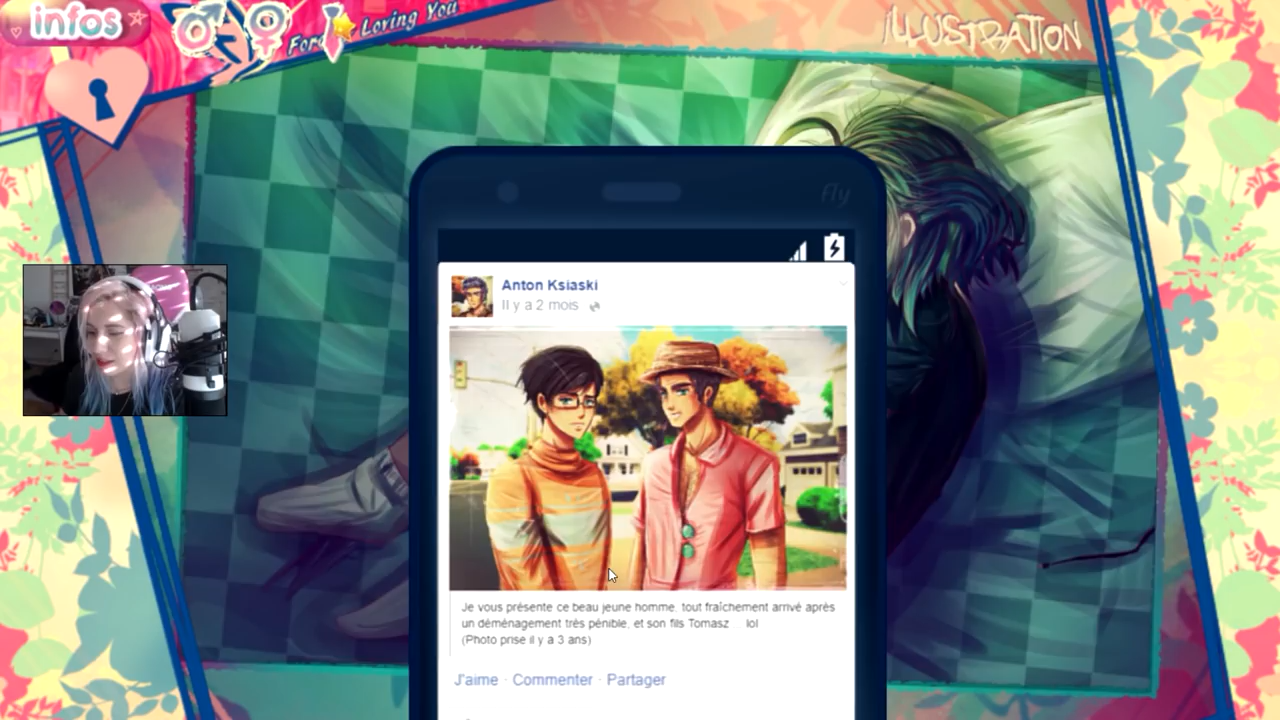 infos
Loving You
ILLUSTRATION
fly
Anton Ksiaski
Il y a 2 mois
Je vous présente ce beau jeune homme, tout fraîchement arrivé après
un déménagement très pénible, et son fils Tomasz ... lol
(Photo prise il y a 3 ans)
J'aime · Commenter · Partager